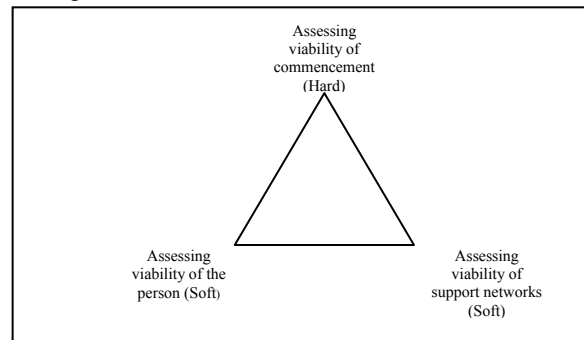 Assessing
viability of
commencement
(Hard)
Assessing
viability of the
person (Soft)
Assessing
viability of
support networks
(Soft)